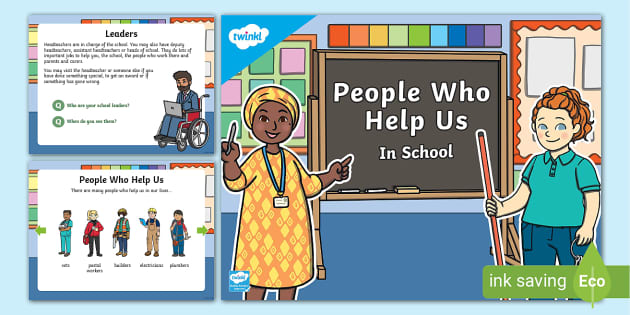 Leaders
Headteachers are in charge of the school. You may also have deputy
headteachers, assistant headteachers or heads of school. They do lots of
important jobs to help you, the school, the people who work there and
parents and carers.
You may visit the headteacher or someone else if you
have done something special, to get an award or if
something has gone wrong.
Q Who are your school leaders?
Q When do you see them?
People Who Help Us
There are many people who help us in our lives...
vets
postal
workers
builders
electricians
plumbers
twinkl
People Who
Help Us
In School
twinkl
ink saving
Eco